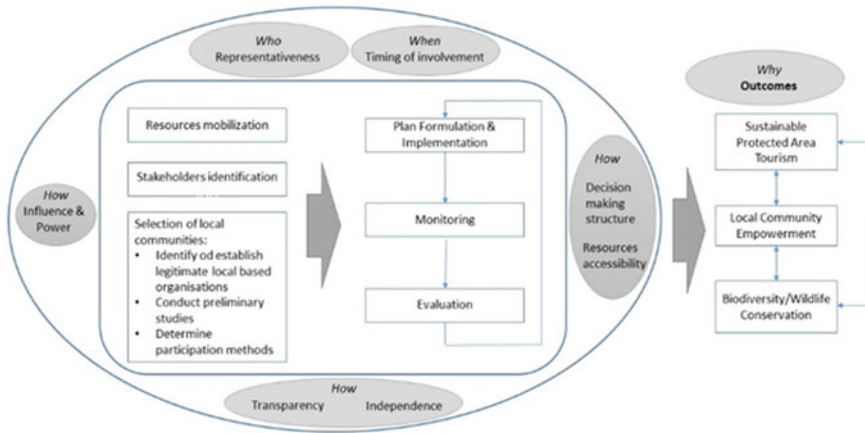 Who
Representativeness
When
Timing of involvement
How
Influence &
Power
Resources mobilization
Stakeholders identification
Selection of local
communities:
• Identify od establish
legitimate local based
organisations
• Conduct preliminary
studies
• Determine
participation methods
Plan Formulation &
Implementation
Monitoring
Evaluation
How
Decision
making
structure
Resources
accessibility
How
Transparency Independence
Why
Outcomes
Sustainable
Protected Area
Tourism
Local Community
Empowerment
Biodiversity/Wildlife
Conservation